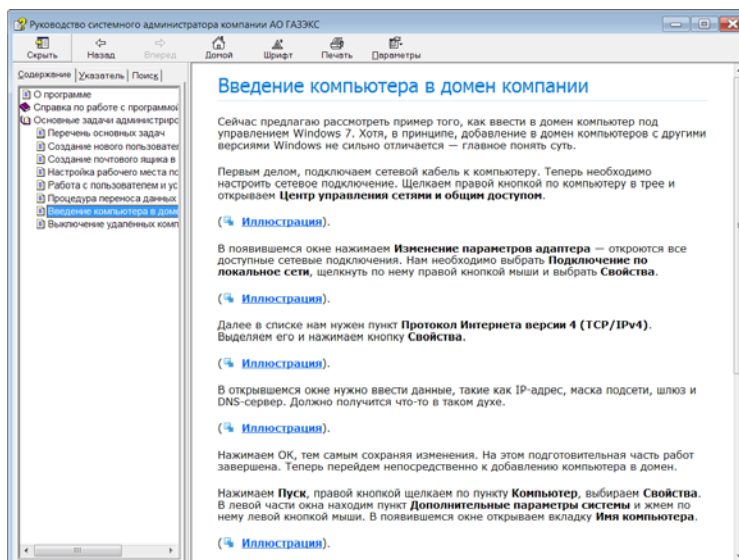 Руководство системного администратора компании АО ГАЗЭКС
Скрыть Назад Вперед Домой Шрифт Печать Параметры
Содержание Указатель Поиск
О программе
Справка по работе с программой
Основные задачи администрирс
Перечень основных задач
Создание нового пользовател
Создание почтового ящика в
Настройка рабочего места по
Работа с пользователем и ус
Процедура переноса данных
Введение компьютера в доме
Выключение удалённых комп
Введение компьютера в домен компании
Сейчас предлагаю рассмотреть пример того, как ввести в домен компьютер под
управлением Windows 7. Хотя, в принципе, добавление в домен компьютеров с другими
версиями Windows не сильно отличается — главное понять суть.
Первым делом, подключаем сетевой кабель к компьютеру. Теперь необходимо
настроить сетевое подключение. Щелкаем правой кнопкой по компьютеру в трее и
открываем Центр управления сетями и общим доступом.
( Иллюстрация).
В появившемся окне нажимаем Изменение параметров адаптера — откроются все
доступные сетевые подключения. Нам необходимо выбрать Подключение по
локальное сети, щелкнуть по нему правой кнопкой мыши и выбрать Свойства.
( Иллюстрация).
Далее в списке нам нужен пункт Протокол Интернета версии 4 (TCP/IPv4).
Выделяем его и нажимаем кнопку Свойства.
( Иллюстрация).
В открывшемся окне нужно ввести данные, такие как IP-адрес, маска подсети, шлюз и
DNS-сервер. Должно получится что-то в таком духе.
( Иллюстрация).
Нажимаем ОК, тем самым сохраняя изменения. На этом подготовительная часть работ
завершена. Теперь перейдем непосредственно к добавлению компьютера в домен.
Нажимаем Пуск, правой кнопкой щелкаем по пункту Компьютер, выбираем Свойства.
В левой части окна находим пункт Дополнительные параметры системы и жмем по
нему левой кнопкой мыши. В появившемся окне открываем вкладку Имя компьютера.
( Иллюстрация).